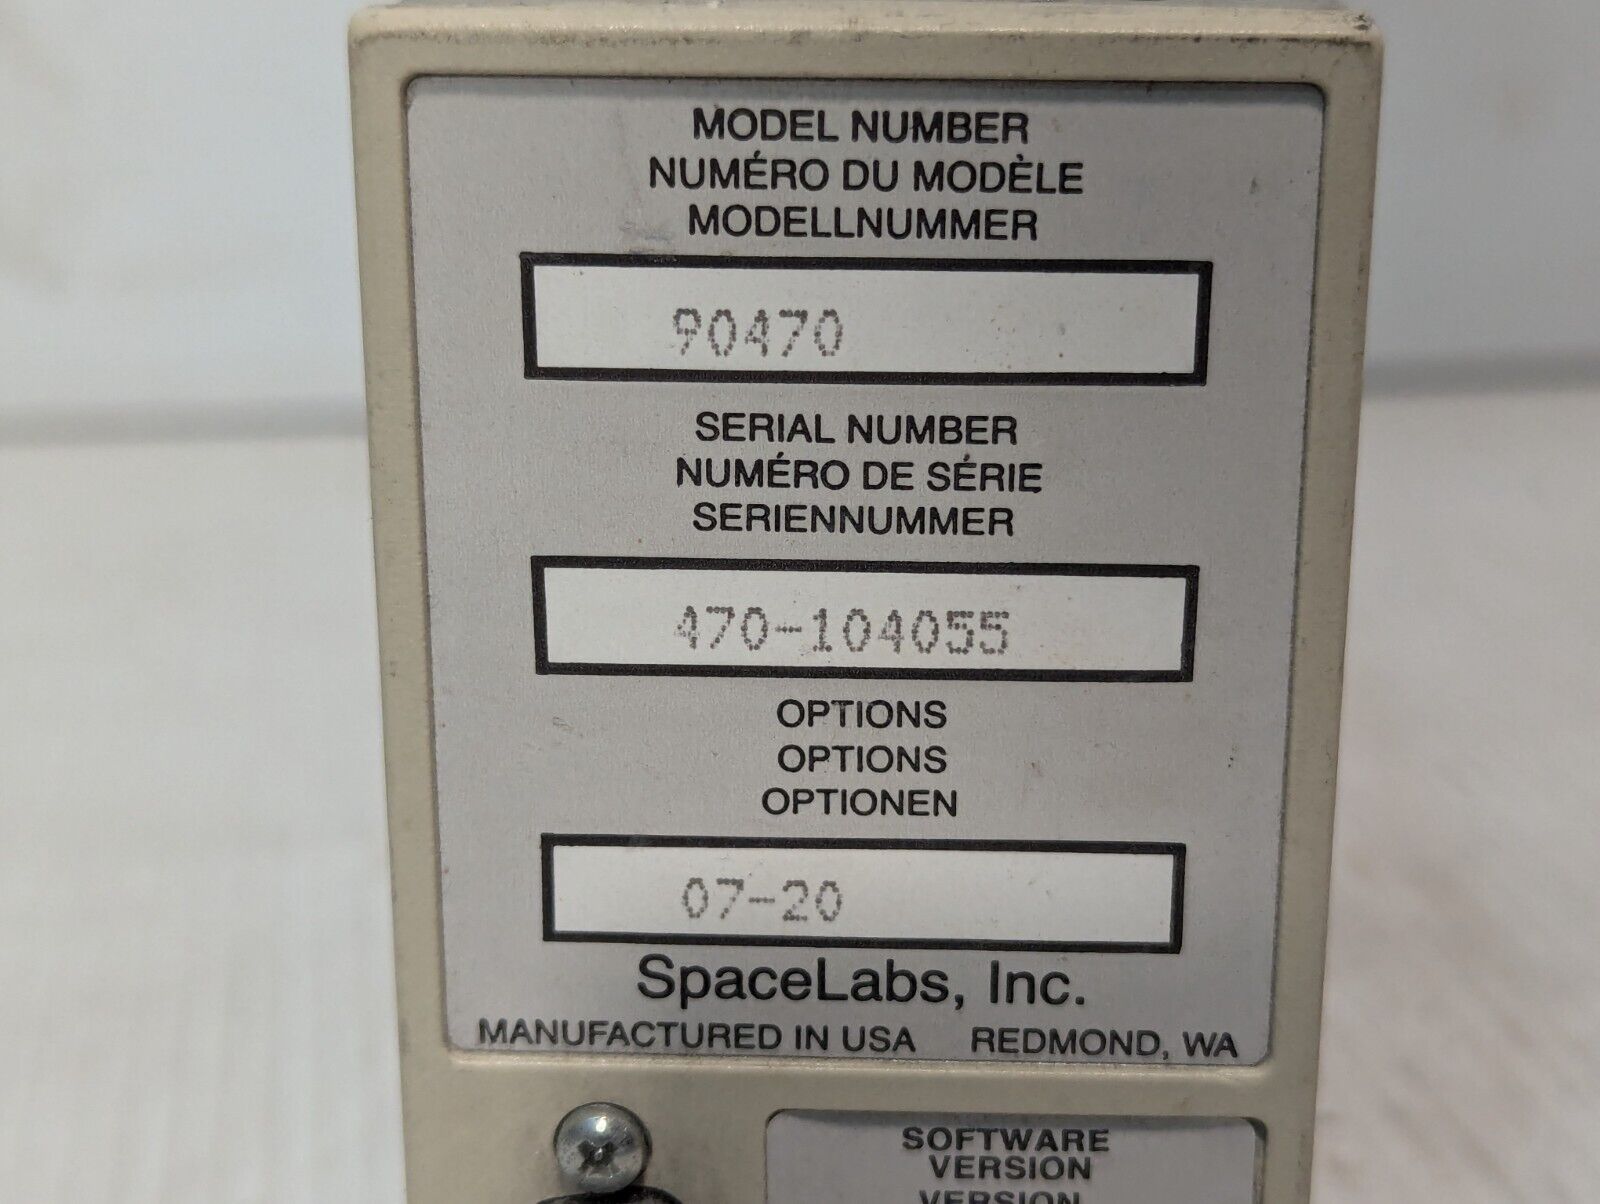 MODEL NUMBER
NUMÉRO DU MODÈLE
MODELLNUMMER
90470
SERIAL NUMBER
NUMÉRO DE SÉRIE
SERIENNUMMER
470-104055
OPTIONS
OPTIONS
OPTIONEN
07-20
SpaceLabs, Inc.
MANUFACTURED IN USA REDMOND, WA
SOFTWARE
VERSION
VERSION